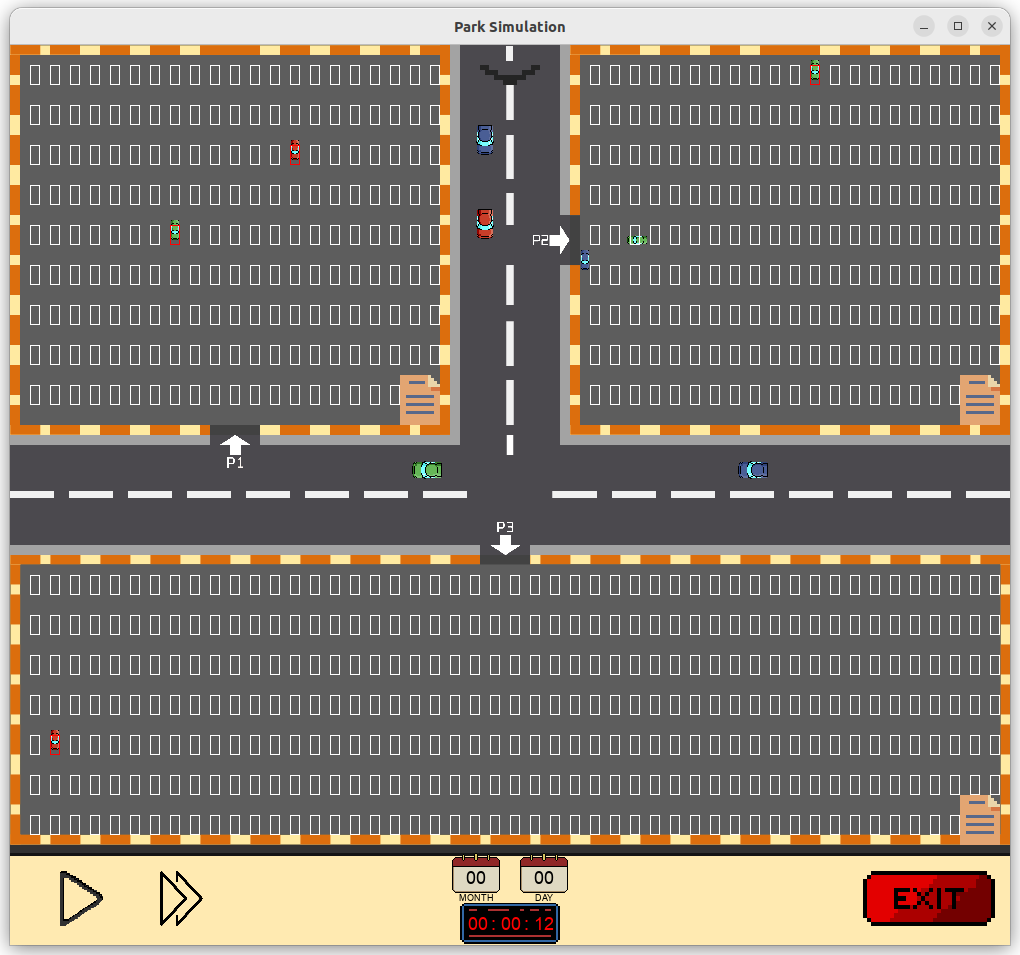 Park Simulation
P2
P1
P3
00 00
MONTH DAY
00:00:12
EXIT